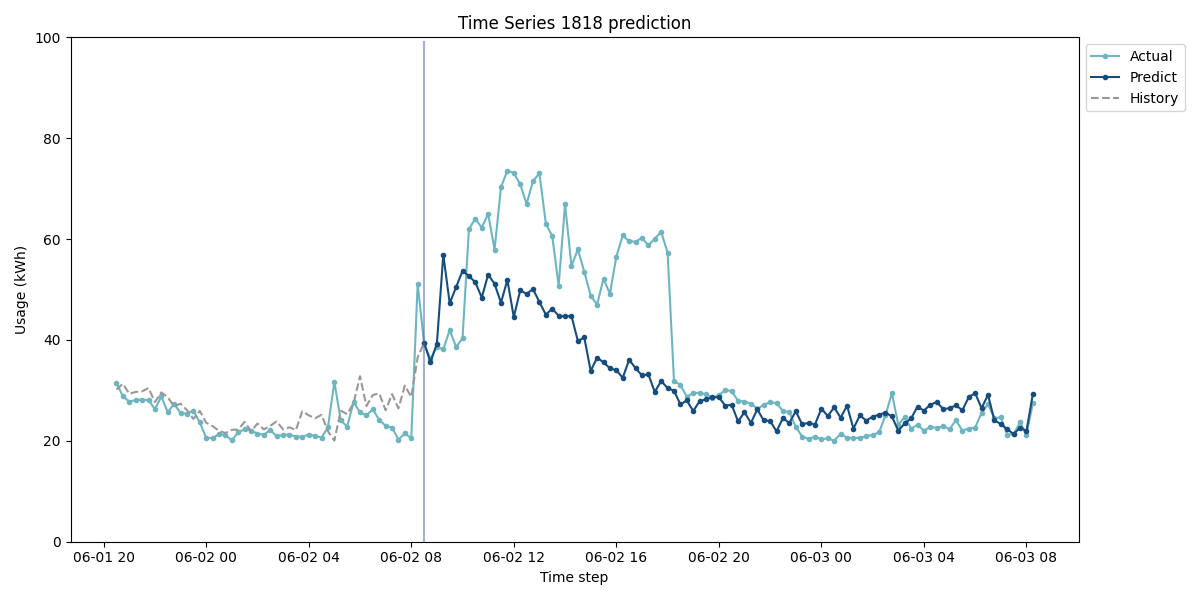 Time Series 1818 prediction
100
80
60
40
20
0
Usage (kWh)
06-01 20
06-02 00
06-02 04
06-02 08
06-02 12
06-02 16
06-02 20
06-03 00
06-03 04
06-03 08
Time step
Actual
Predict
History